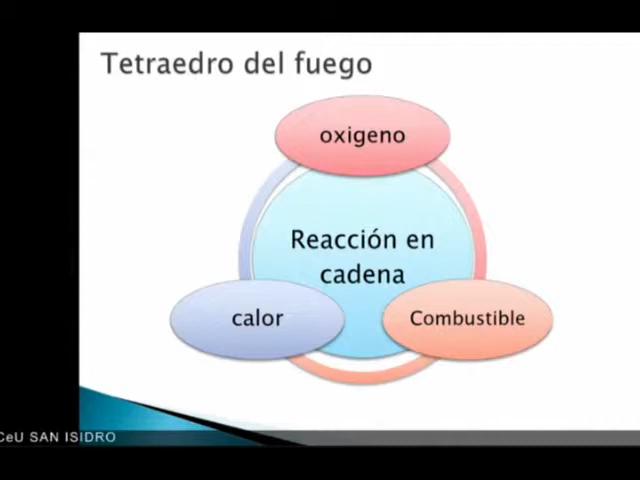 Tetraedro del fuego
oxigeno
Reacción en
cadena
calor
Combustible
CeU SAN ISIDRO